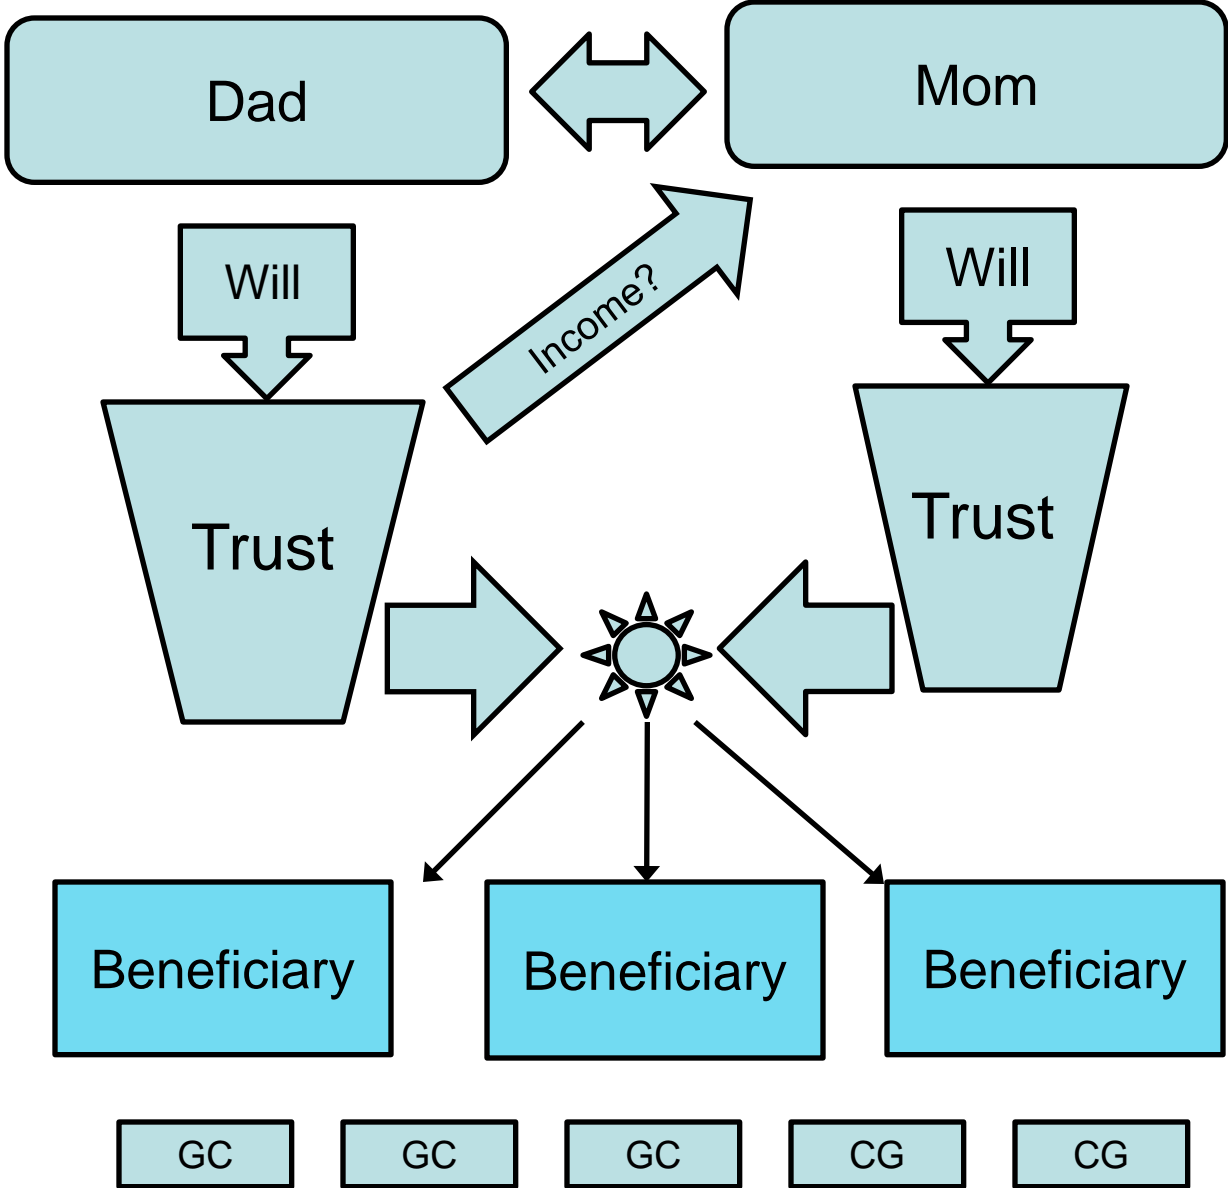 Dad
Mom
Will
Will
Income?
Trust
Trust
Beneficiary
Beneficiary
Beneficiary
GC
GC
GC
CG
CG